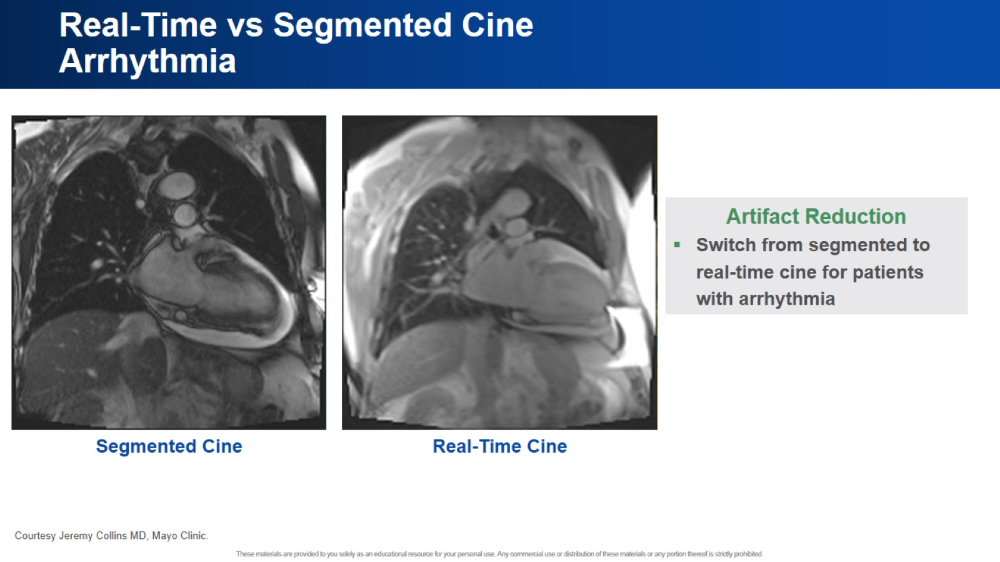 Real-Time vs Segmented Cine
Arrhythmia
Artifact Reduction
▪ Switch from segmented to
real-time cine for patients
with arrhythmia
Segmented Cine
Real-Time Cine
Courtesy Jeremy Collins MD, Mayo Clinic.
These materials are provided to you solely as an educational resource for your personal use. Any commercial use or distribution of these materials or any portion thereof is strictly prohibited.